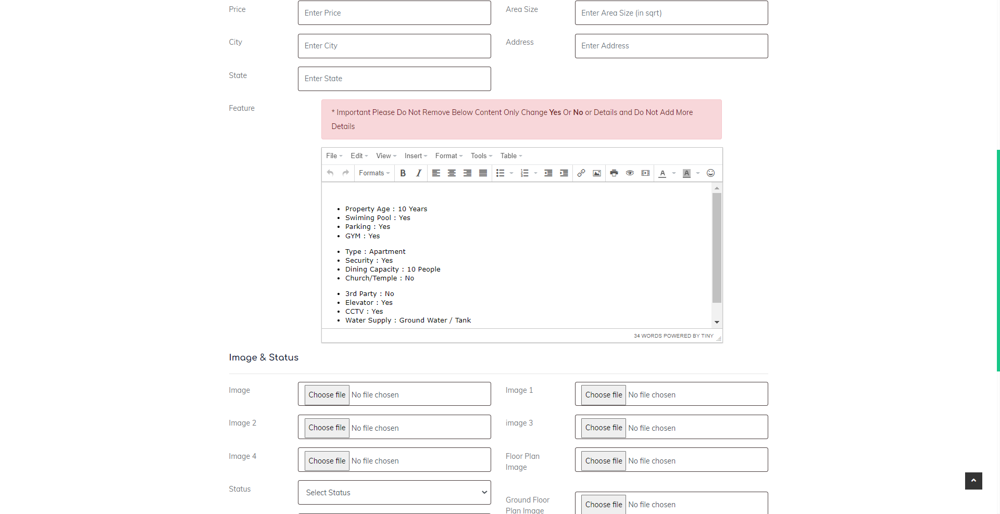 Price
Enter Price
Area Size
Enter Area Size (in sqrt)
City
Enter City
Address
Enter Address
State
Enter State
Feature
* Important Please Do Not Remove Below Content Only Change Yes Or No or Details and Do Not Add More
Details
File Edit View Insert Format Tools Table
Formats B I A A
Property Age : 10 Years
Swiming Pool : Yes
Parking : Yes
GYM : Yes
Type : Apartment
Security : Yes
Dining Capacity : 10 People
Church/Temple : No
3rd Party : No
Elevator : Yes
CCTV : Yes
Water Supply : Ground Water / Tank
34 WORDS POWERED BY TINY
Image & Status
Image
Choose file No file chosen
Image 1
Choose file No file chosen
Image 2
Choose file No file chosen
image 3
Choose file No file chosen
Image 4
Choose file No file chosen
Floor Plan
Image
Choose file No file chosen
Status
Select Status
Ground Floor
Plan Image
Choose file No file chosen